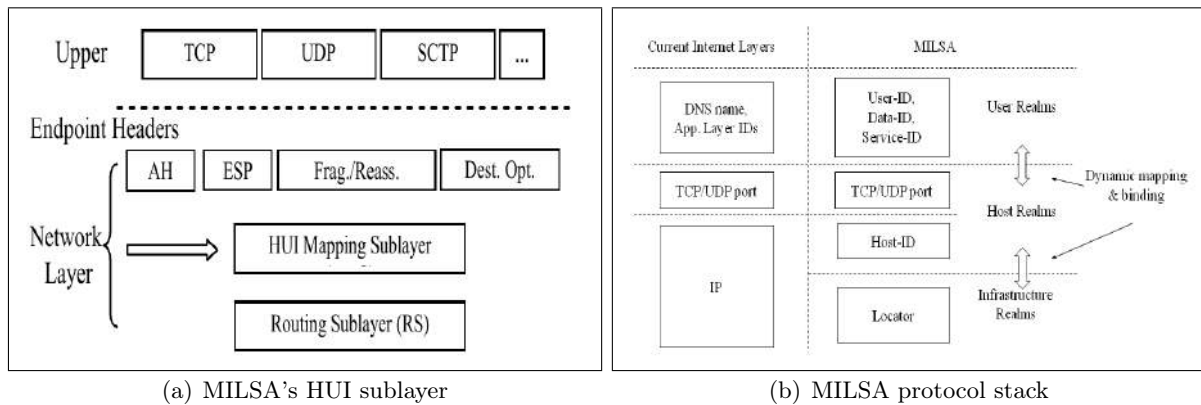 Upper
TCP
UDP
SCTP
...
Endpoint Headers
AH
ESP
Frag./Reass.
Dest. Opt.
Network
Layer
HUI Mapping Sublayer
Routing Sublayer (RS)
(a) MILSA's HUI sublayer
Current Internet Layers
MILSA
DNS name,
App. Layer IDs
User-ID,
Data-ID,
Service-ID
User Realms
TCP/UDP port
TCP/UDP port
Dynamic mapping
& binding
Host Realms
IP
Host-ID
Infrastructure
Realms
Locator
(b) MILSA protocol stack